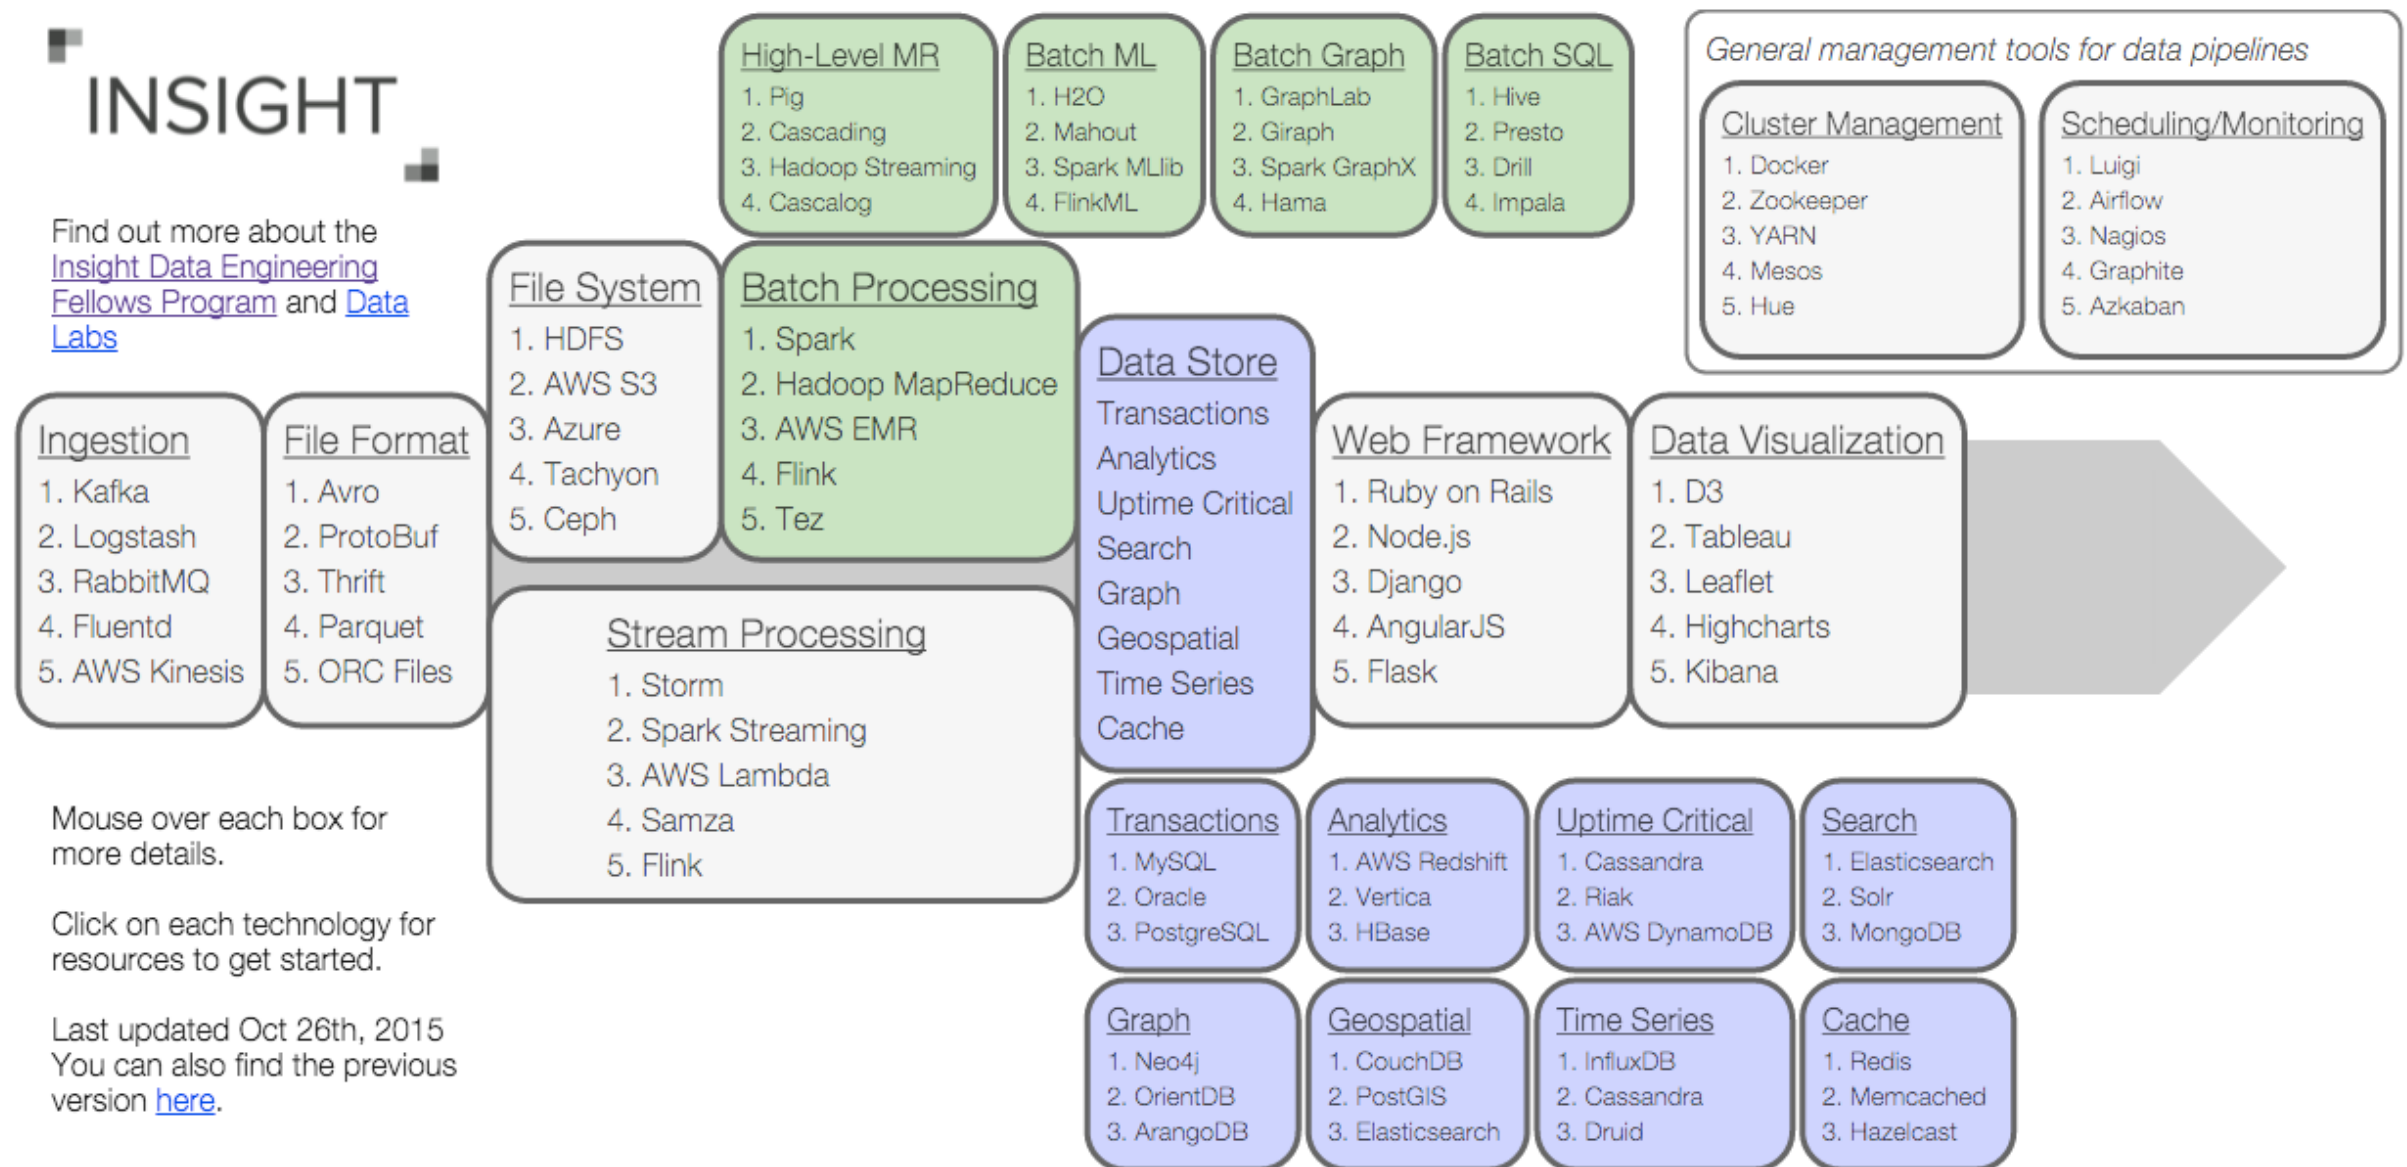 INSIGHT
Find out more about the
Insight Data Engineering
Fellows Program and Data
Labs
High-Level MR
1. Pig
2. Cascading
3. Hadoop Streaming
4. Cascalog
Batch ML
1. H2O
2. Mahout
3. Spark MLlib
4. FlinkML
Batch Graph
1. GraphLab
2. Giraph
3. Spark GraphX
4. Hama
Batch SQL
1. Hive
2. Presto
3. Drill
4. Impala
General management tools for data pipelines
Cluster Management
1. Docker
2. Zookeeper
3. YARN
4. Mesos
5. Hue
Scheduling/Monitoring
1. Luigi
2. Airflow
3. Nagios
4. Graphite
5. Azkaban
Ingestion
1. Kafka
2. Logstash
3. RabbitMQ
4. Fluentd
5. AWS Kinesis
File Format
1. Avro
2. ProtoBuf
3. Thrift
4. Parquet
5. ORC Files
File System
1. HDFS
2. AWS S3
3. Azure
4. Tachyon
5. Ceph
Batch Processing
1. Spark
2. Hadoop MapReduce
3. AWS EMR
4. Flink
5. Tez
Stream Processing
1. Storm
2. Spark Streaming
3. AWS Lambda
4. Samza
5. Flink
Data Store
Transactions
Analytics
Uptime Critical
Search
Graph
Geospatial
Time Series
Cache
Web Framework
1. Ruby on Rails
2. Node.js
3. Django
4. AngularJS
5. Flask
Data Visualization
1. D3
2. Tableau
3. Leaflet
4. Highcharts
5. Kibana
Mouse over each box for
more details.
Click on each technology for
resources to get started.
Last updated Oct 26th, 2015
You can also find the previous
version here.
Transactions
1. MySQL
2. Oracle
3. PostgreSQL
Analytics
1. AWS Redshift
2. Vertica
3. HBase
Uptime Critical
1. Cassandra
2. Riak
3. AWS DynamoDB
Search
1. Elasticsearch
2. Solr
3. MongoDB
Graph
1. Neo4j
2. OrientDB
3. ArangoDB
Geospatial
1. CouchDB
2. PostGIS
3. Elasticsearch
Time Series
1. InfluxDB
2. Cassandra
3. Druid
Cache
1. Redis
2. Memcached
3. Hazelcast